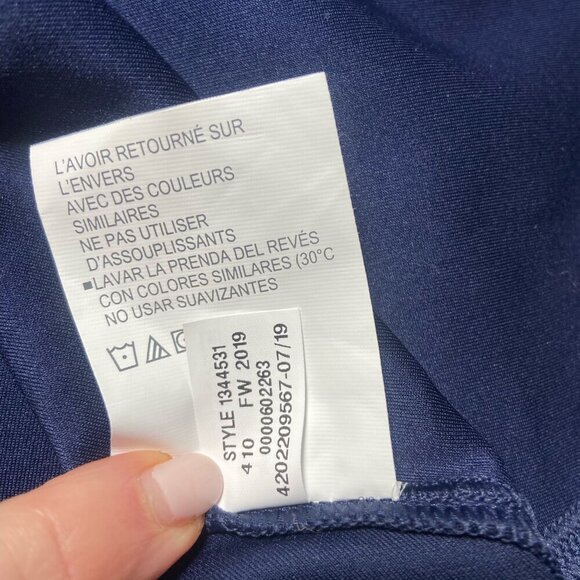 L'AVOIR RETOURNÉ SUR
L'ENVERS
AVEC DES COULEURS
SIMILAIRES
NE PAS UTILISER
D'ASSOUPLISSANTS
■LAVAR LA PRENDA DEL REVÉS
CON COLORES SIMILARES (30°C
NO USAR SUAVIZANTES
STYLE 1344531
410 FW 2019
0000602263
4202209567-07/19